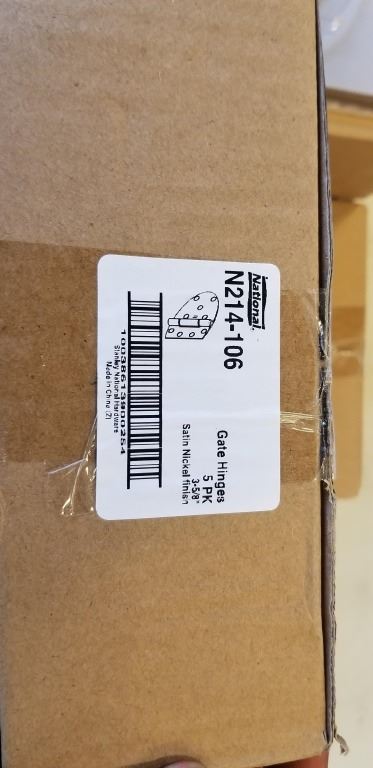 National.
N214-106
Gate Hinges
5 PK
3-5/8"
Satin Nickel finish
10038613900254
Stanley National Hardware
Made in China (2)